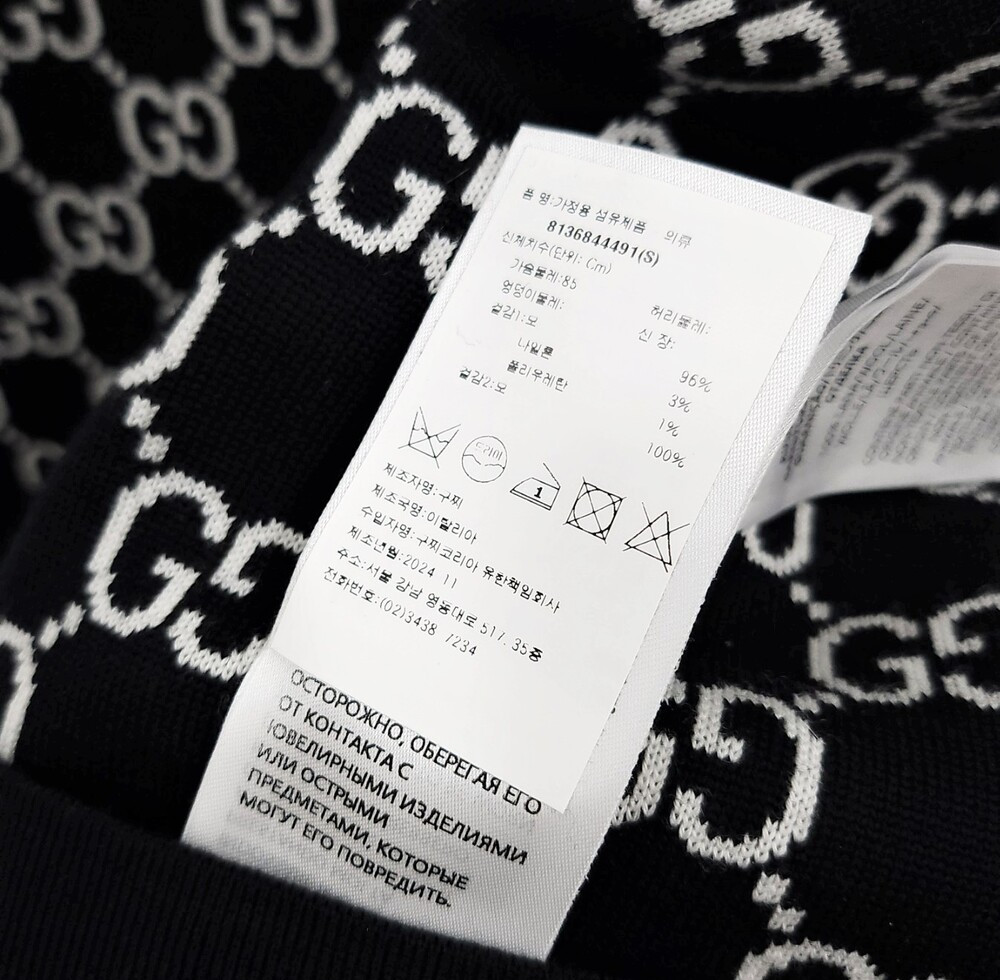 품 명:가정용 섬유제품 의류
8136844491(S)
신체치수(단위: Cm)
가슴둘레:85
엉덩이둘레: 허리둘레:
겉감1:모 신 장:
나일론 96%
폴리우레탄 3%
겉감2:모 1%
100%
드라이
1
제조자명:구찌
제조국명:이탈리아
수입자명:구찌코리아 유한책임회사
제조년월:2024 11
주소:서울 강남 영동대로 517. 35층
전화번호:(02)3438 7234
ОСТОРОЖНО, ОБЕРЕГАЯ ЕГО
ОТ КОНТАКТА С
ЮВЕЛИРНЫМИ ИЗДЕЛИЯМИ
ИЛИ ОСТРЫМИ
ПРЕДМЕТАМИ, КОТОРЫЕ
МОГУТ ЕГО ПОВРЕДИТЬ.